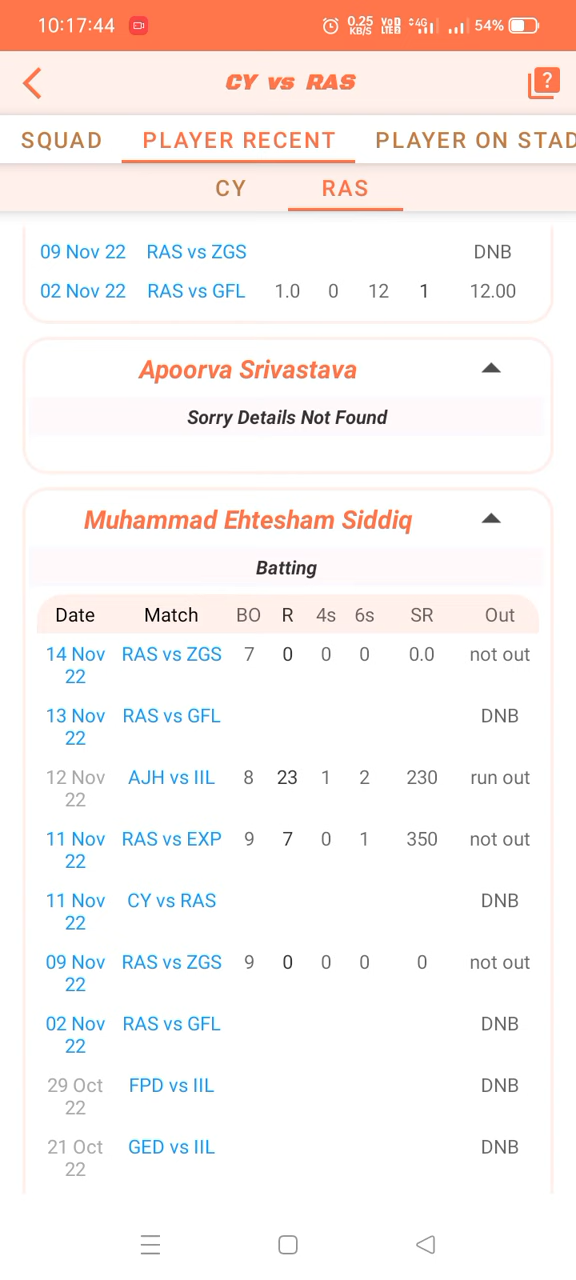 10:17:44 0.25 KB/S Vo) LTEB 4G 54%
CY vs RAS ?
SQUAD PLAYER RECENT PLAYER ON STAD
CY RAS
09 Nov 22 RAS vs ZGS DNB
02 Nov 22 RAS vs GFL 1.0 0 12 1 12.00
Apoorva Srivastava
Sorry Details Not Found
Muhammad Ehtesham Siddiq
Batting
Date Match BO R 4s 6s SR Out
14 Nov 22 RAS vs ZGS 7 0 0 0 0.0 not out
13 Nov 22 RAS vs GFL DNB
12 Nov 22 AJH vs IIL 8 23 1 2 230 run out
11 Nov 22 RAS vs EXP 9 7 0 1 350 not out
11 Nov 22 CY vs RAS DNB
09 Nov 22 RAS vs ZGS 9 0 0 0 0 not out
02 Nov 22 RAS vs GFL DNB
29 Oct 22 FPD vs IIL DNB
21 Oct 22 GED vs IIL DNB